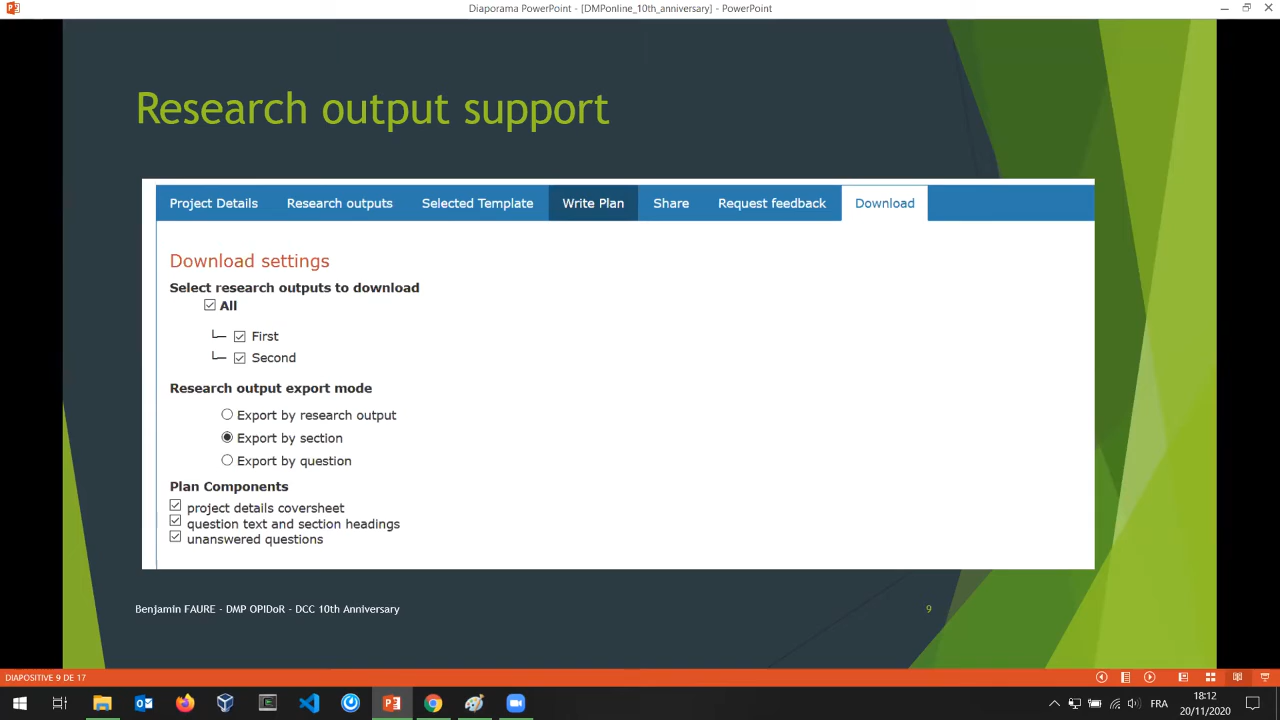 Diaporama PowerPoint - [DMPonline_10th_anniversary] - PowerPoint
Research output support
Project Details Research outputs Selected Template Write Plan Share Request feedback Download
Download settings
Select research outputs to download
All
First
Second
Research output export mode
Export by research output
Export by section
Export by question
Plan Components
project details coversheet
question text and section headings
unanswered questions
Benjamin FAURE - DMP OPIDoR - DCC 10th Anniversary
9
DIAPOSITIVE 9 DE 17
FRA
18:12
20/11/2020